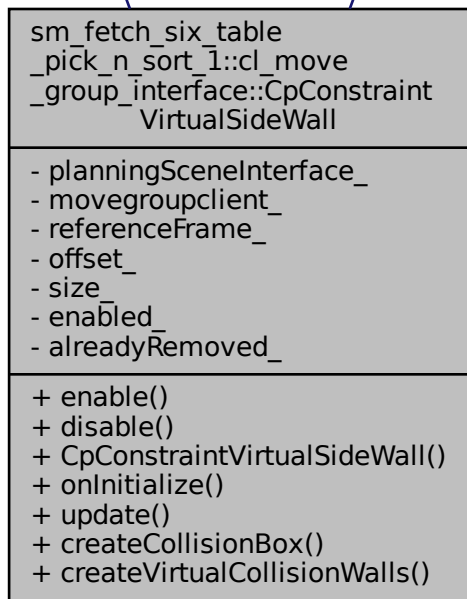 sm_fetch_six_table
_pick_n_sort_1::cl_move
_group_interface::CpConstraint
VirtualSideWall
- planningSceneInterface_
- movegroupclient_
- referenceFrame_
- offset_
- size_
- enabled_
- alreadyRemoved_
+ enable()
+ disable()
+ CpConstraintVirtualSideWall()
+ onInitialize()
+ update()
+ createCollisionBox()
+ createVirtualCollisionWalls()